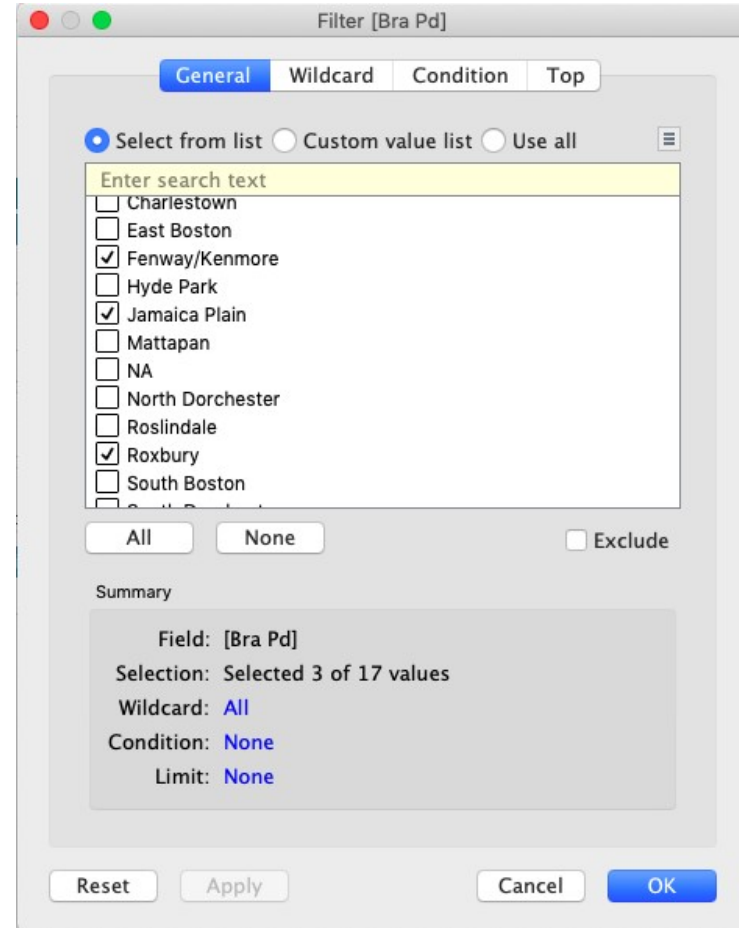 Filter [Bra Pd]
General Wildcard Condition Top
Select from list Custom value list Use all
Enter search text
Charlestown
East Boston
Fenway/Kenmore
Hyde Park
Jamaica Plain
Mattapan
NA
North Dorchester
Roslindale
Roxbury
South Boston
All None Exclude
Summary
Field: [Bra Pd]
Selection: Selected 3 of 17 values
Wildcard: All
Condition: None
Limit: None
Reset Apply Cancel OK